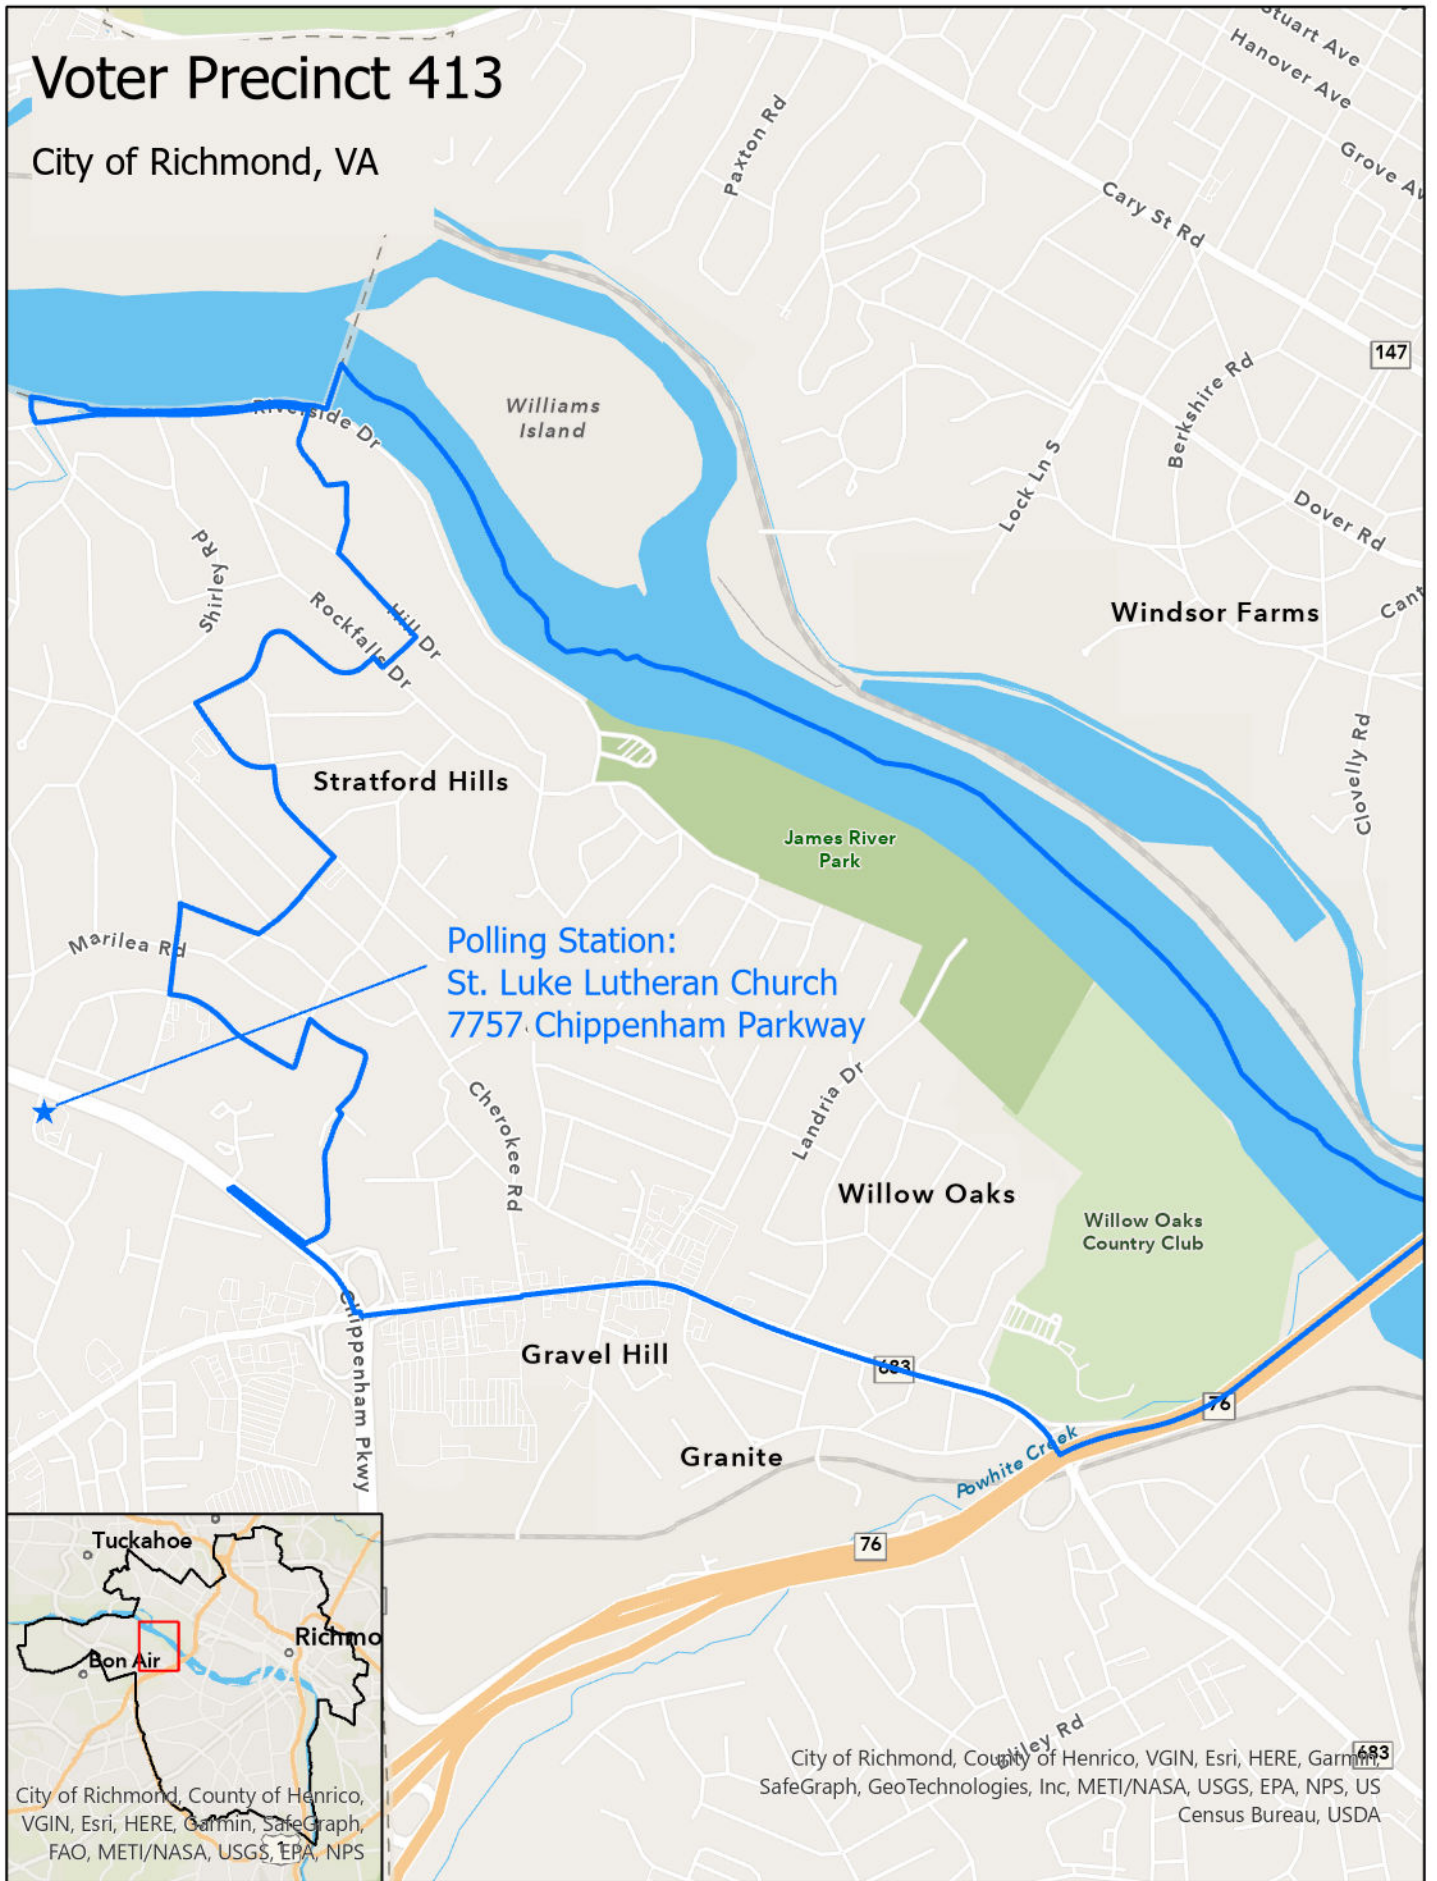 Voter Precinct 413
City of Richmond, VA
Stuart Ave
Hanover Ave
Grove Av
Paxton Rd
Cary St Rd
147
Berkshire Rd
Lock Ln S
Dover Rd
Williams
Island
Riverside Dr
Shirley Rd
Rockfalls Dr
Hill Dr
Windsor Farms
Cant
Clovelly Rd
Stratford Hills
James River
Park
Marilea Rd
Polling Station:
St. Luke Lutheran Church
7757 Chippenham Parkway
Cherokee Rd
Landria Dr
Willow Oaks
Willow Oaks
Country Club
Chippenham Pkwy
Gravel Hill
683
76
Granite
Powhite Creek
76
Tuckahoe
Richmo
Bon Air
1
City of Richmond, County of Henrico,
VGIN, Esri, HERE, Garmin, SafeGraph,
FAO, METI/NASA, USGS, EPA, NPS
683
City of Richmond, County of Henrico, VGIN, Esri, HERE, Garmin,
SafeGraph, GeoTechnologies, Inc, METI/NASA, USGS, EPA, NPS, US
Census Bureau, USDA